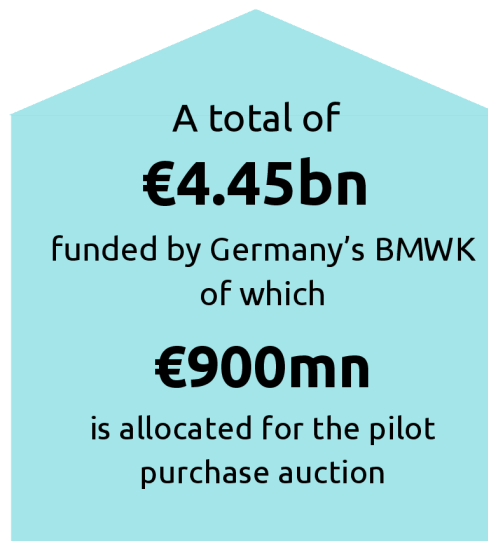 A total of
€4.45bn
funded by Germany’s BMWK
of which
€900mn
is allocated for the pilot
purchase auction